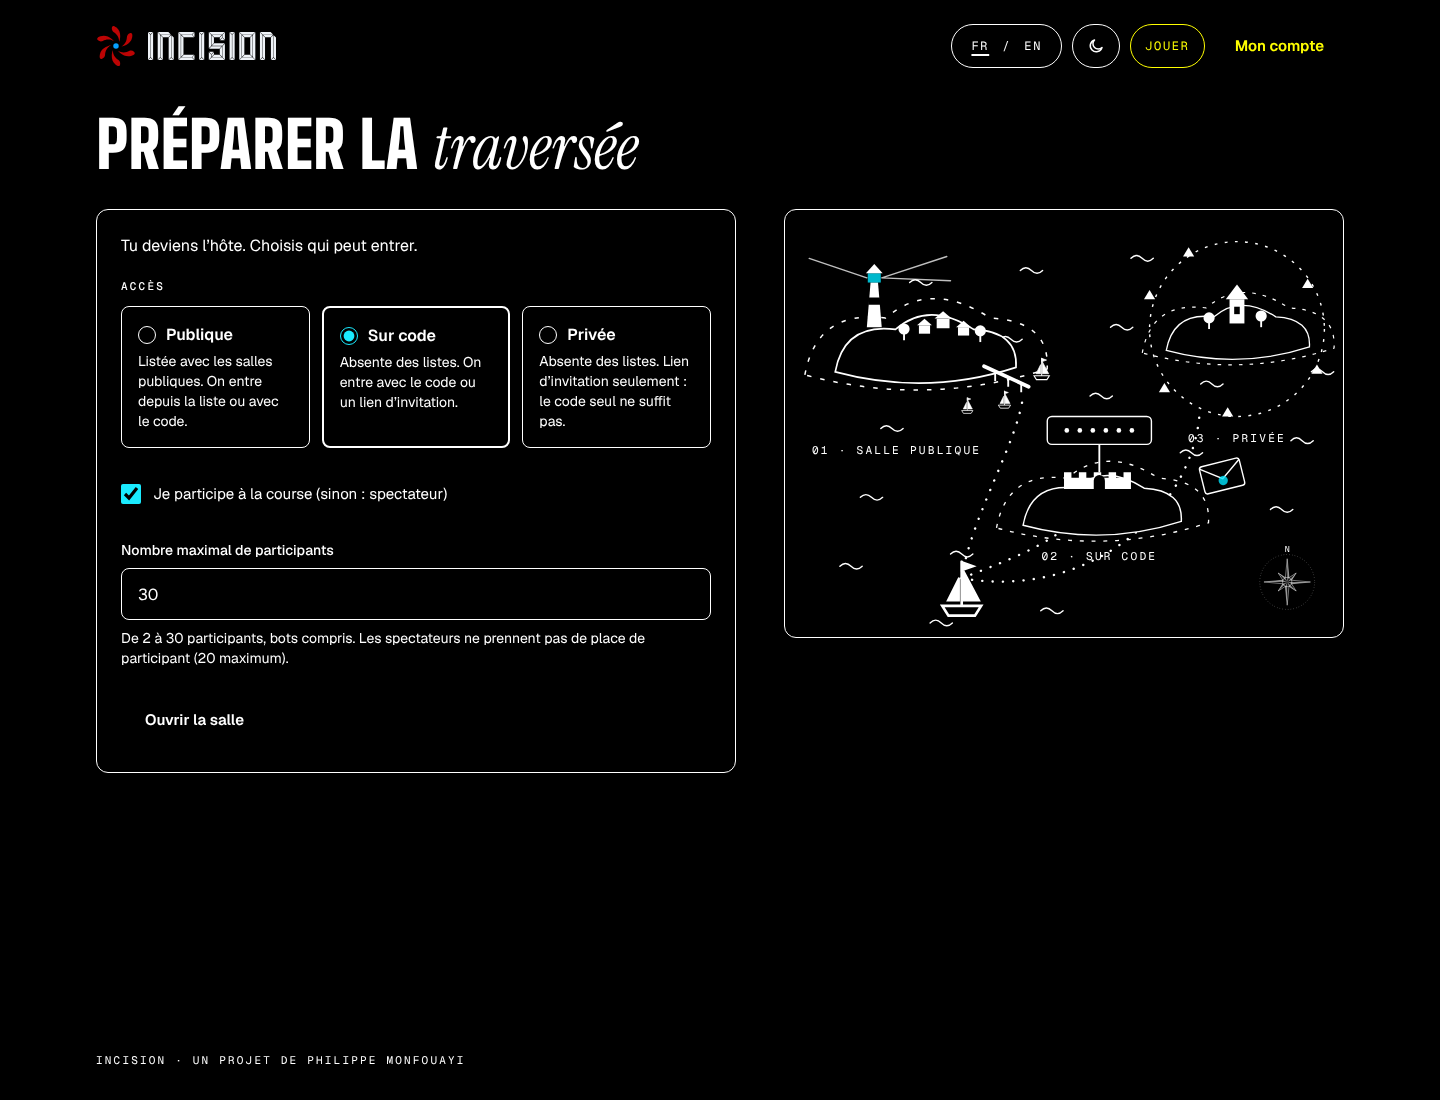 INCISION
FR / EN
JOUER
Mon compte
PRÉPARER LA traversée
Tu deviens l’hôte. Choisis qui peut entrer.
ACCÈS
Publique
Listée avec les salles
publiques. On entre
depuis la liste ou avec
le code.
Sur code
Absente des listes. On
entre avec le code ou
un lien d’invitation.
Privée
Absente des listes. Lien
d’invitation seulement :
le code seul ne suffit
pas.
Je participe à la course (sinon : spectateur)
Nombre maximal de participants
30
De 2 à 30 participants, bots compris. Les spectateurs ne prennent pas de place de
participant (20 maximum).
Ouvrir la salle
01 · SALLE PUBLIQUE
03 · PRIVÉE
02 · SUR CODE
N
INCISION · UN PROJET DE PHILIPPE MONFOUAYI